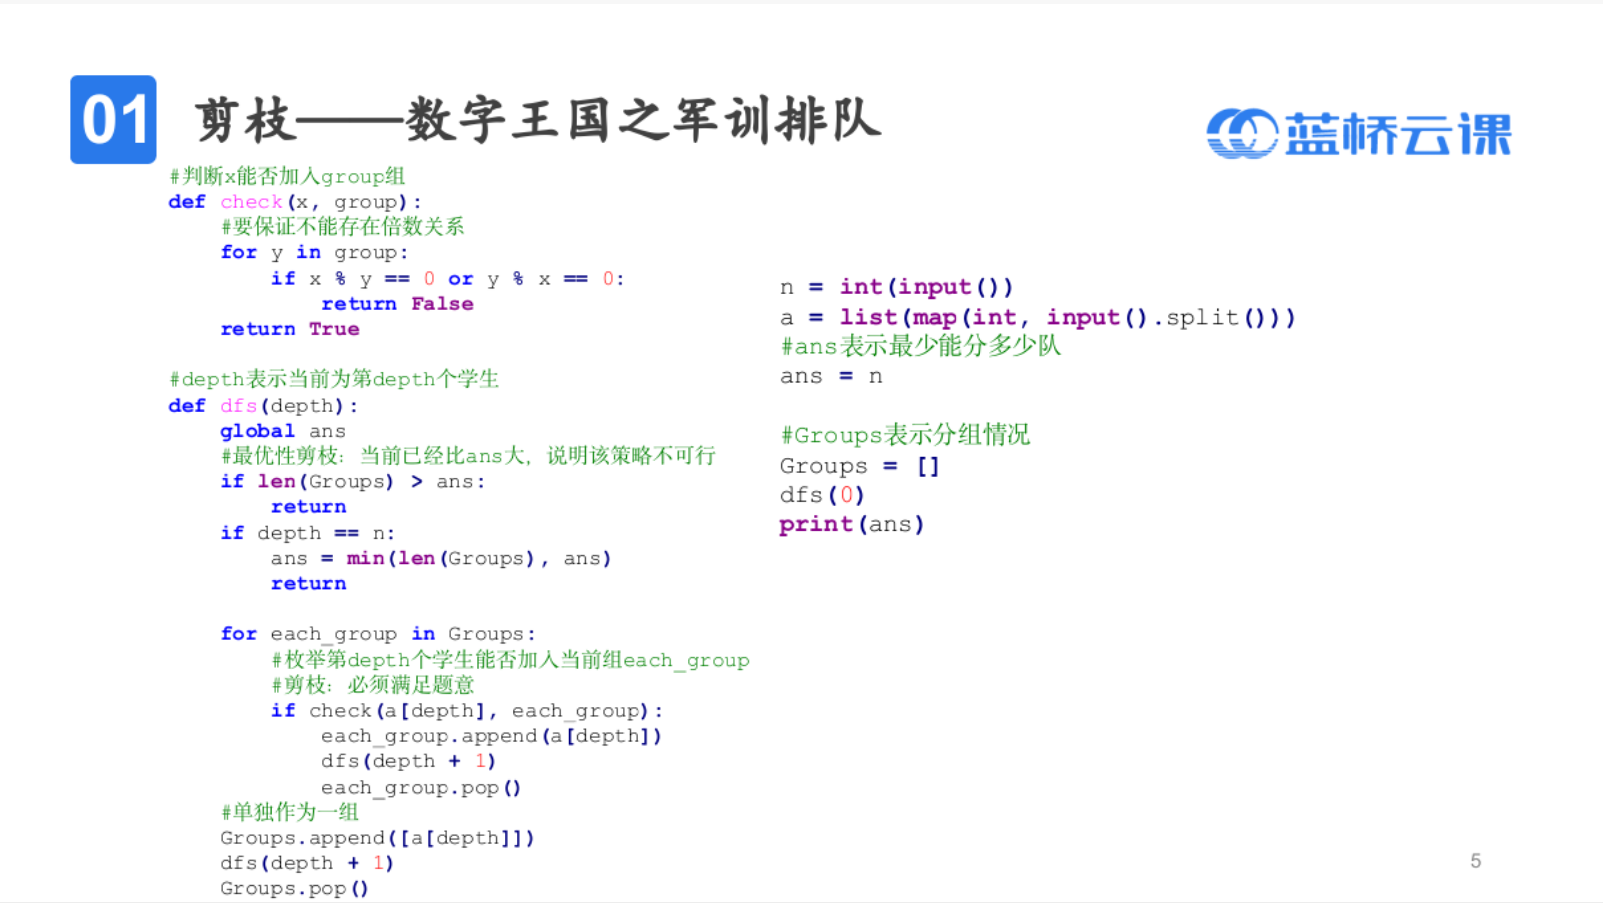 01 剪枝——数字王国之军训排队
蓝桥云课
#判断x能否加入group组
def check(x, group):
    #要保证不能存在倍数关系
    for y in group:
        if x % y == 0 or y % x == 0:
            return False
    return True
#depth表示当前为第depth个学生
def dfs(depth):
    global ans
    #最优性剪枝：当前已经比ans大，说明该策略不可行
    if len(Groups) > ans:
        return
    if depth == n:
        ans = min(len(Groups), ans)
        return
    for each_group in Groups:
        #枚举第depth个学生能否加入当前组each_group
        #剪枝：必须满足题意
        if check(a[depth], each_group):
            each_group.append(a[depth])
            dfs(depth + 1)
            each_group.pop()
    #单独作为一组
    Groups.append([a[depth]])
    dfs(depth + 1)
    Groups.pop()
n = int(input())
a = list(map(int, input().split()))
#ans表示最少能分多少队
ans = n
#Groups表示分组情况
Groups = []
dfs(0)
print(ans)
5